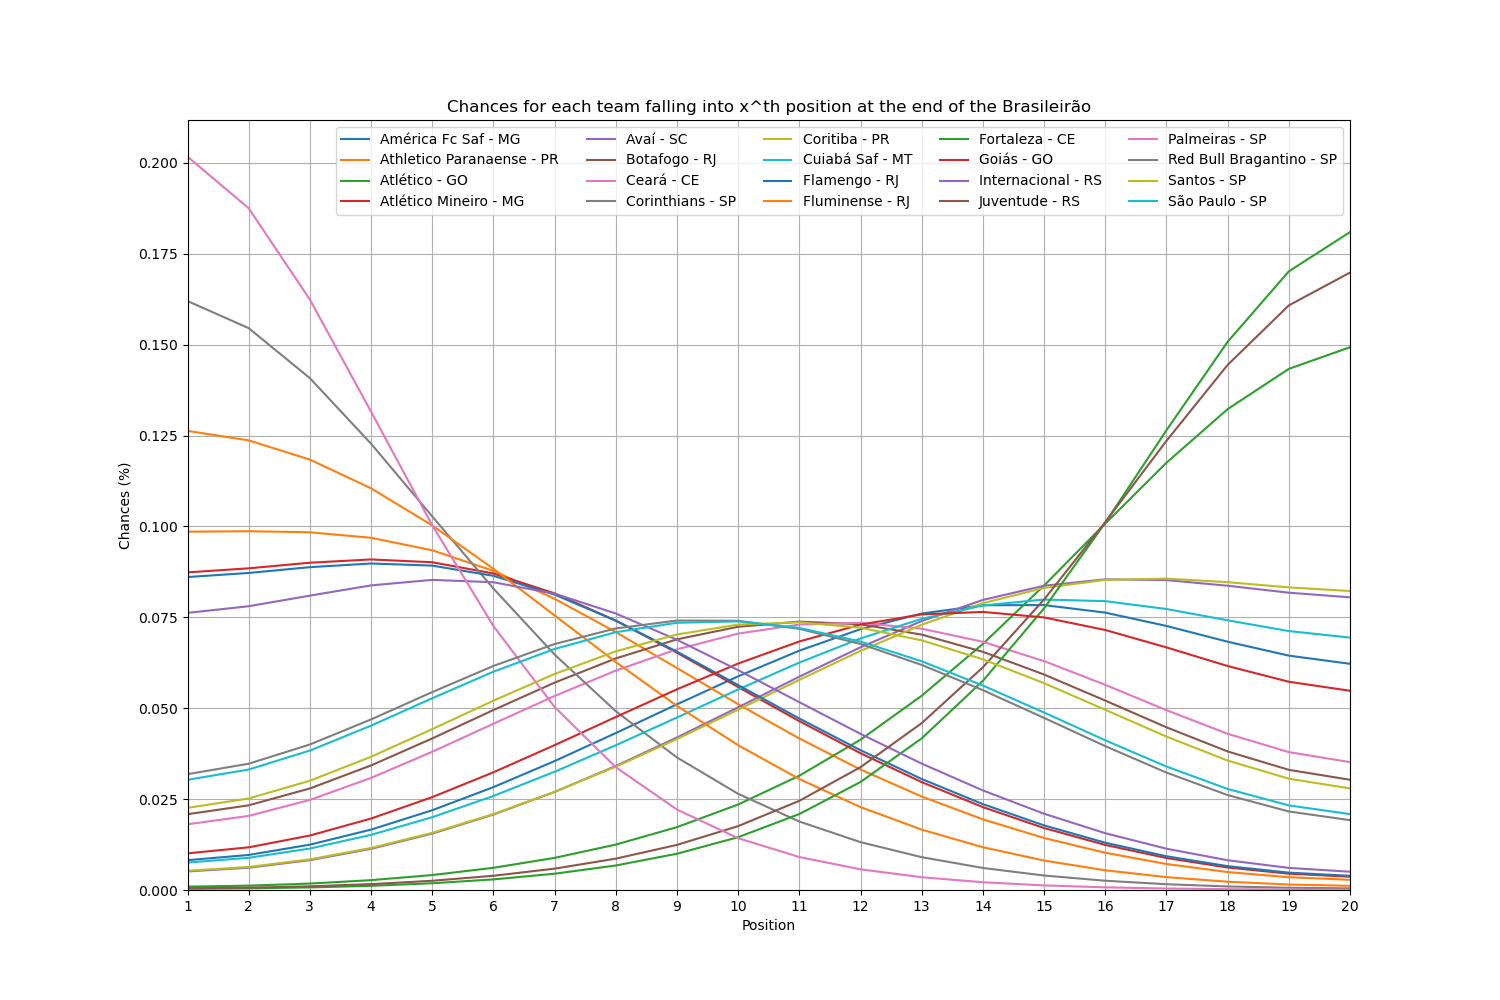 Chances for each team falling into x^th position at the end of the Brasileirão
América Fc Saf - MG
Athletico Paranaense - PR
Atlético - GO
Atlético Mineiro - MG
Avaí - SC
Botafogo - RJ
Ceará - CE
Corinthians - SP
Coritiba - PR
Cuiabá Saf - MT
Flamengo - RJ
Fluminense - RJ
Fortaleza - CE
Goiás - GO
Internacional - RS
Juventude - RS
Palmeiras - SP
Red Bull Bragantino - SP
Santos - SP
São Paulo - SP
0.200
0.175
0.150
0.125
0.100
0.075
0.050
0.025
0.000
Chances (%)
1 2 3 4 5 6 7 8 9 10 11 12 13 14 15 16 17 18 19 20
Position